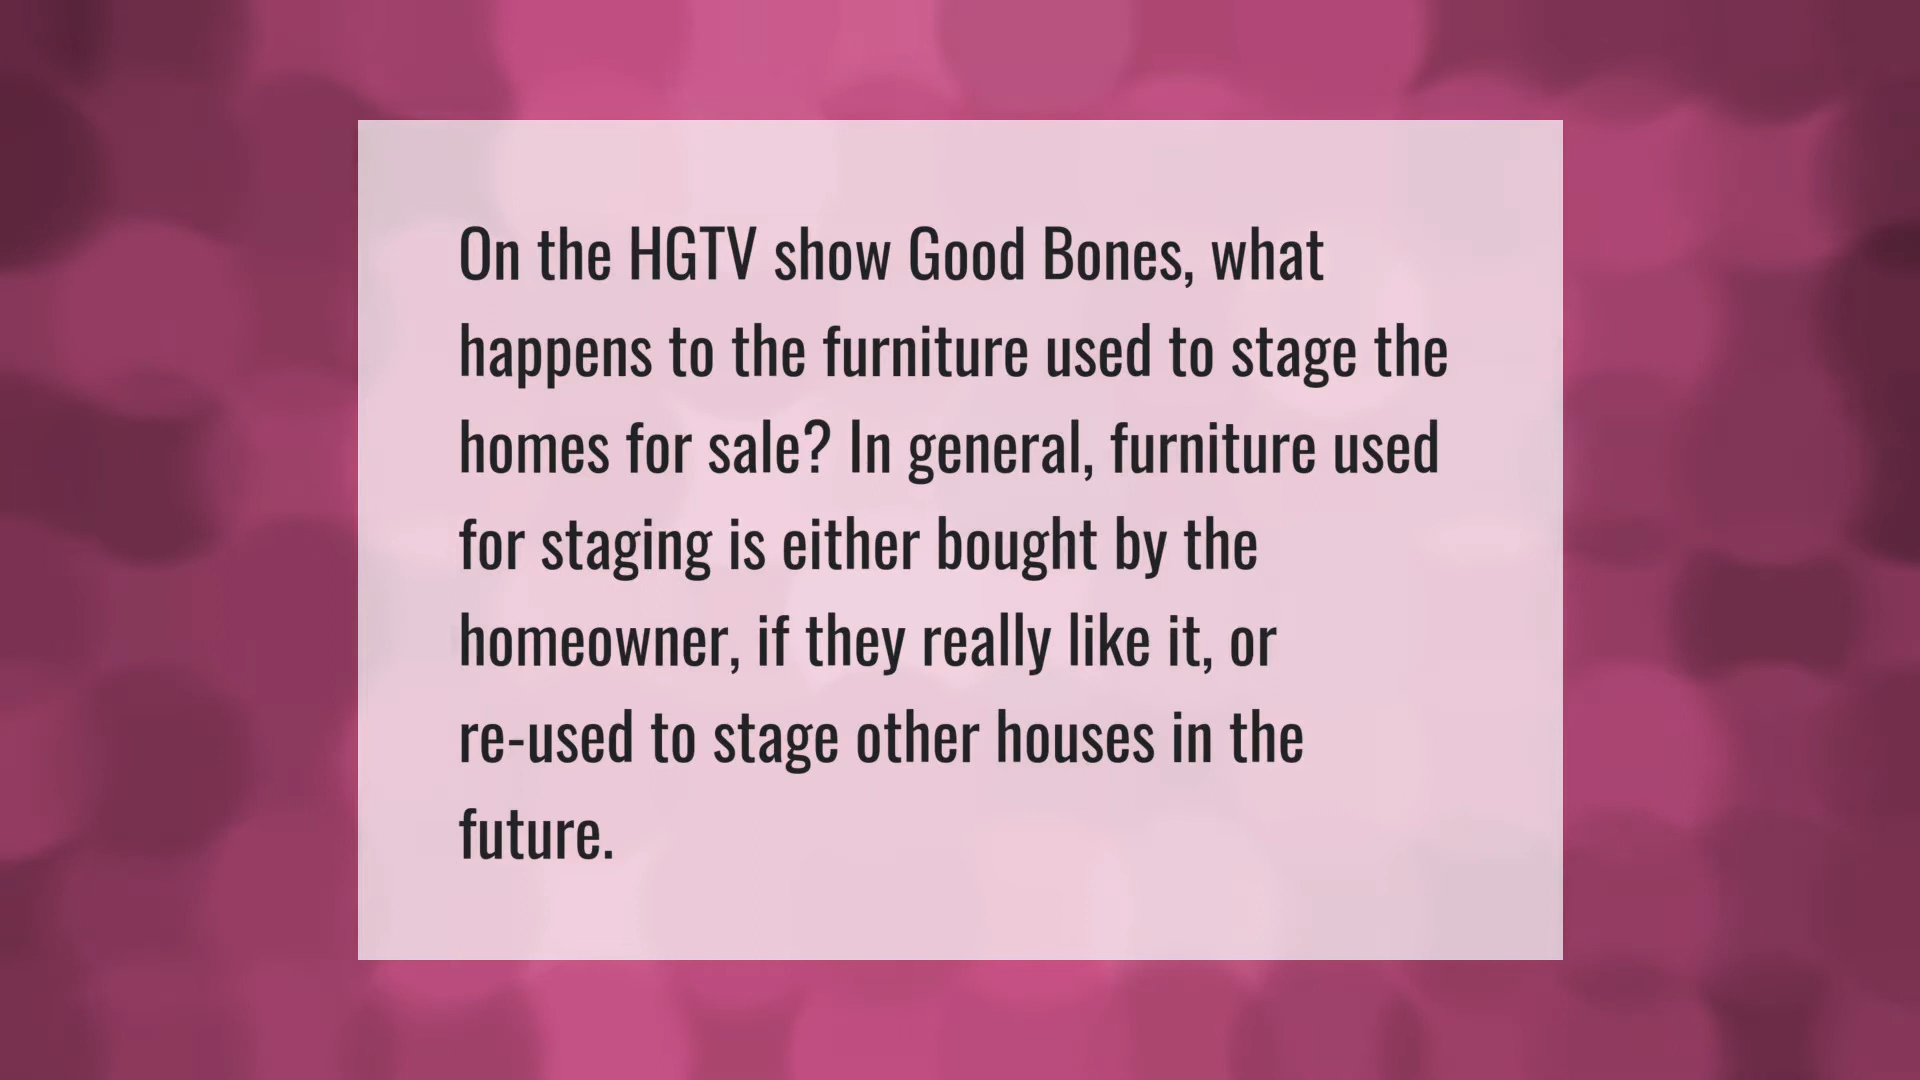 On the HGTV show Good Bones, what
happens to the furniture used to stage the
homes for sale? In general, furniture used
for staging is either bought by the
homeowner, if they really like it, or
re-used to stage other houses in the
future.